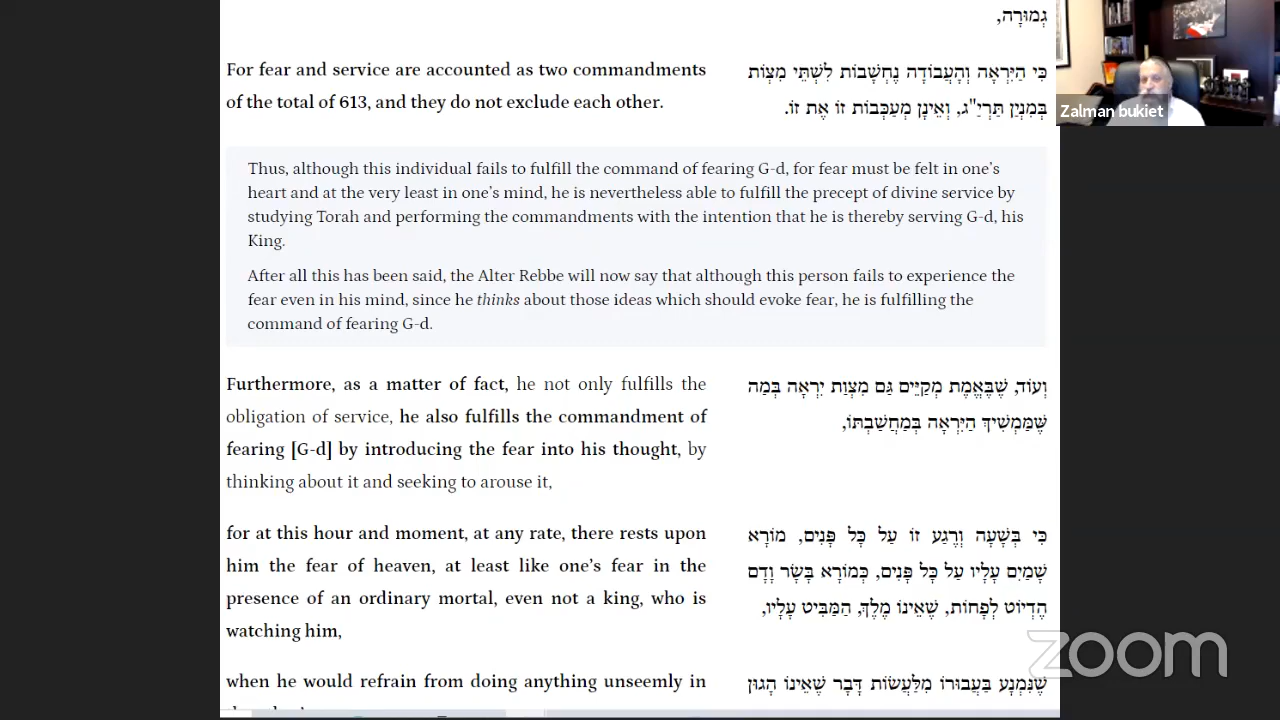 גְמוּרָה,
For fear and service are accounted as two commandments
of the total of 613, and they do not exclude each other.
כִּי הַיִּרְאָה וְהָעֲבוֹדָה נֶחְשָׁבוֹת לִשְׁתֵּי מִצְוֹת
בְּמִנְיַן תַּרְיַ"ג, וְאֵינָן מְעַכְּבוֹת זוֹ אֶת זוֹ.
Zalman bukiet
Thus, although this individual fails to fulfill the command of fearing G-d, for fear must be felt in one's
heart and at the very least in one's mind, he is nevertheless able to fulfill the precept of divine service by
studying Torah and performing the commandments with the intention that he is thereby serving G-d, his
King.
After all this has been said, the Alter Rebbe will now say that although this person fails to experience the
fear even in his mind, since he thinks about those ideas which should evoke fear, he is fulfilling the
command of fearing G-d.
Furthermore, as a matter of fact, he not only fulfills the
obligation of service, he also fulfills the commandment of
fearing [G-d] by introducing the fear into his thought, by
thinking about it and seeking to arouse it,
וְעוֹד, שֶׁבֶּאֱמֶת מְקַיֵּים גַּם מִצְוַת יִרְאָה בְּמַה
שֶּׁמַּמְשִׁיךְ הַיִּרְאָה בְּמַחֲשַׁבְתּוֹ,
for at this hour and moment, at any rate, there rests upon
him the fear of heaven, at least like one's fear in the
presence of an ordinary mortal, even not a king, who is
watching him,
כִּי בְּשָׁעָה וְרֶגַע זוֹ עַל כָּל פָּנִים, מוֹרָא
שָׁמַיִם עָלָיו עַל כָּל פָּנִים, כְּמוֹרָא בָּשָׂר וָדָם
הֶדְיוֹט לְפָחוֹת, שֶׁאֵינוֹ מֶלֶךְ, הַמַּבִּיט עָלָיו,
zoom
when he would refrain from doing anything unseemly in
שֶׁנִּמְנָע בַּעֲבוּרוֹ מִלַּעֲשׂוֹת דָּבָר שֶׁאֵינוֹ הָגוּן